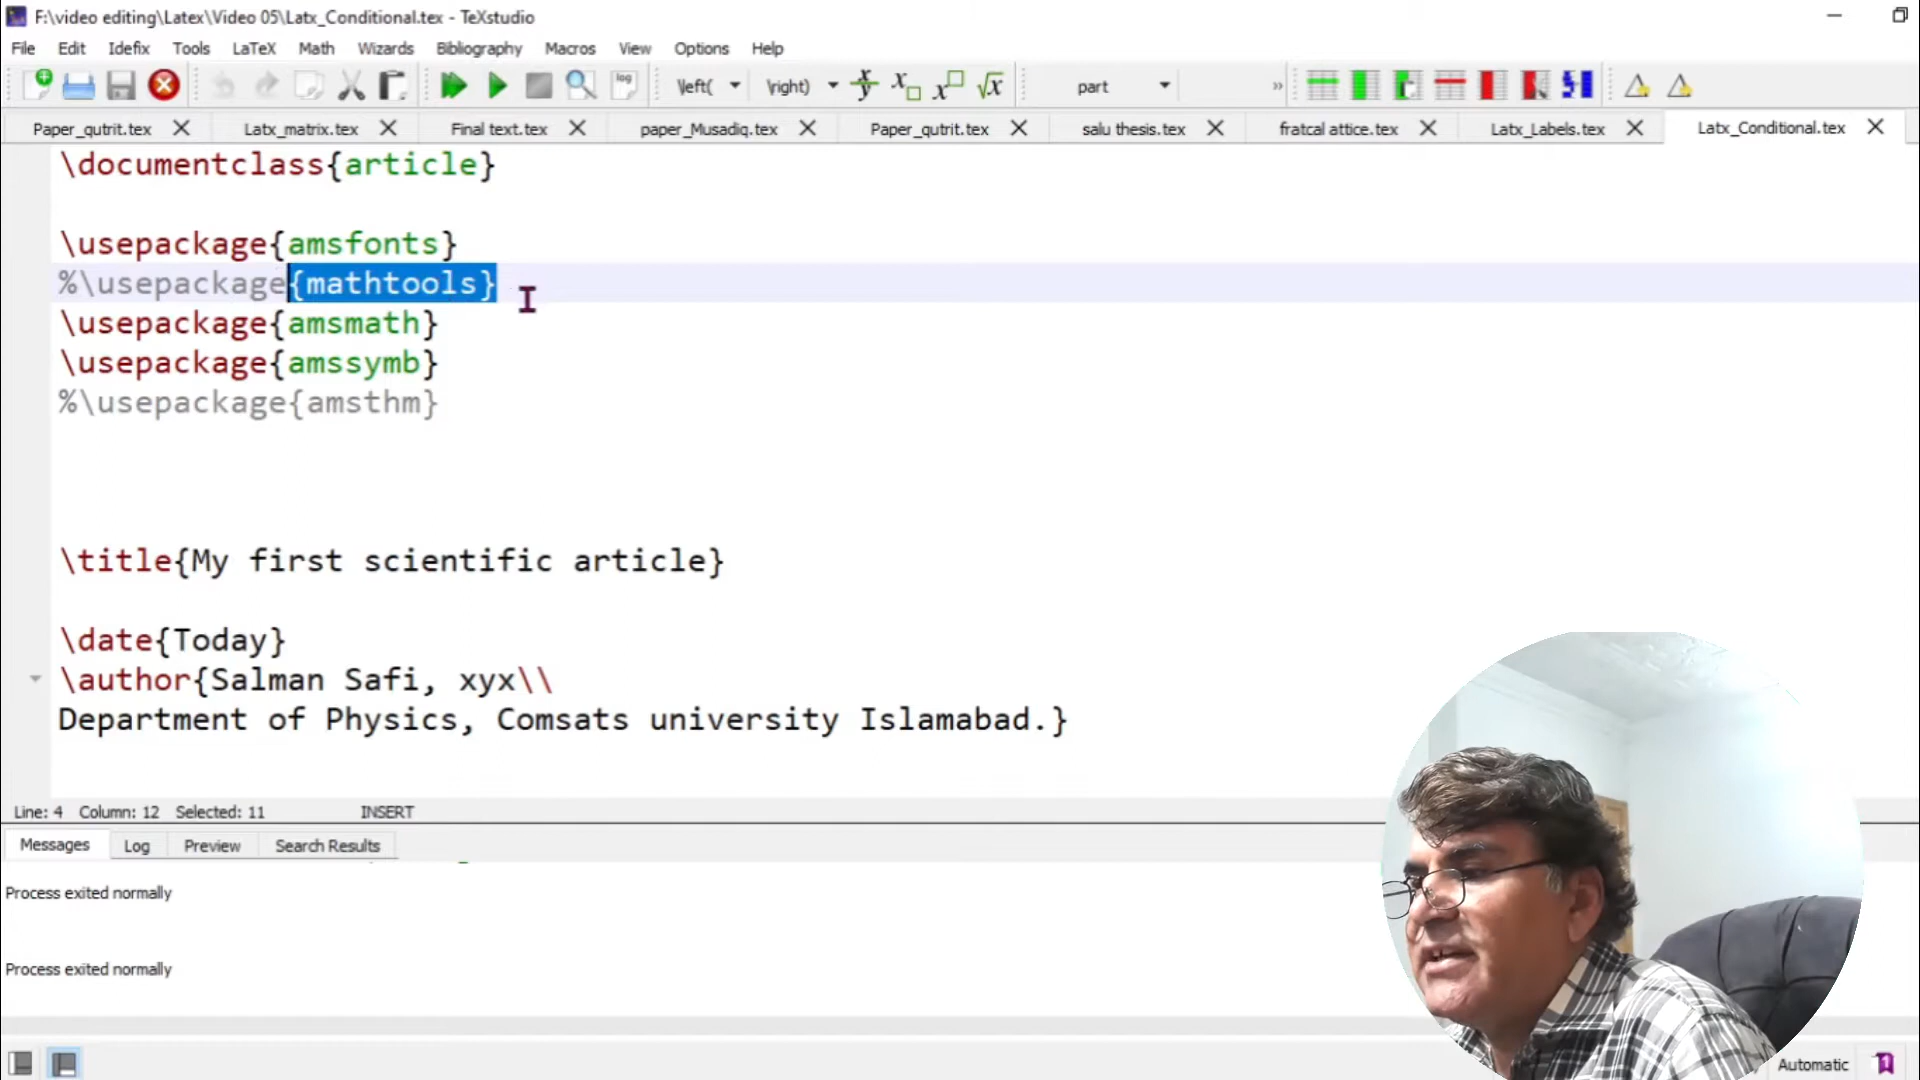 F:\video editing\Latex\Video 05\Latx_Conditional.tex - TeXstudio
File Edit Idefix Tools LaTeX Math Wizards Bibliography Macros View Options Help
log \left( \right) x/y x□ x□ √x part »
Paper_qutrit.tex Latx_matrix.tex Final text.tex paper_Musadiq.tex Paper_qutrit.tex salu thesis.tex fratcal attice.tex Latx_Labels.tex Latx_Conditional.tex
\documentclass{article}
\usepackage{amsfonts}
%\usepackage{mathtools}
\usepackage{amsmath}
\usepackage{amssymb}
%\usepackage{amsthm}
\title{My first scientific article}
\date{Today}
\author{Salman Safi, xyx\\
Department of Physics, Comsats university Islamabad.}
Line: 4 Column: 12 Selected: 11 INSERT
Messages Log Preview Search Results
Process exited normally
Process exited normally
Automatic 1